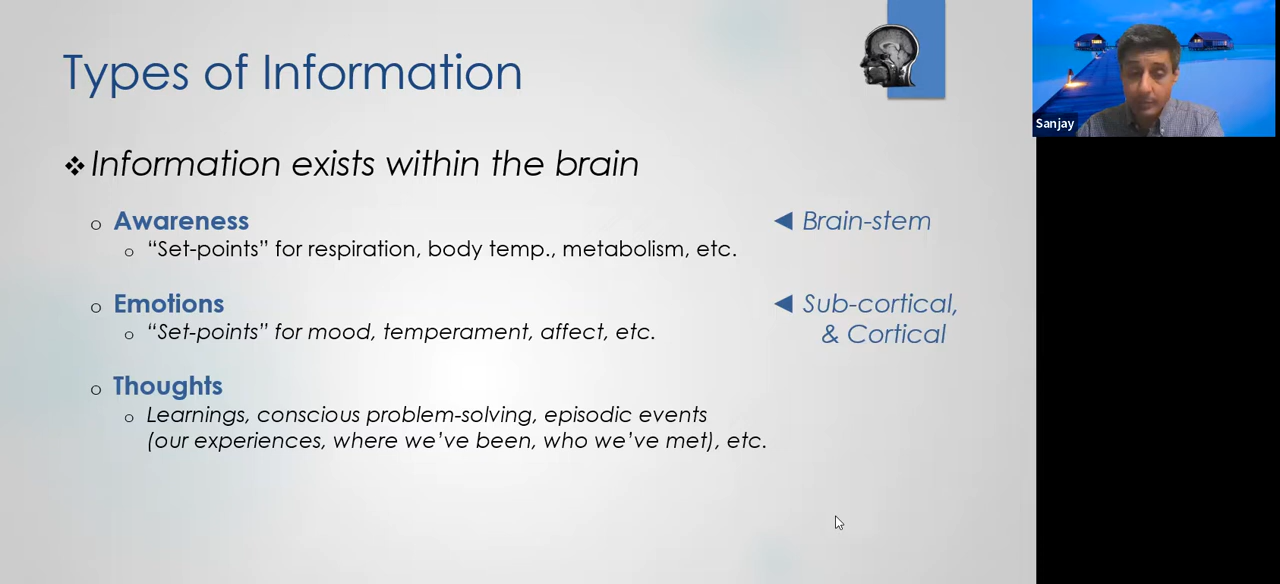 Types of Information
Sanjay
❖ Information exists within the brain
o Awareness ◄ Brain-stem
o “Set-points” for respiration, body temp., metabolism, etc.
o Emotions ◄ Sub-cortical,
o “Set-points” for mood, temperament, affect, etc. & Cortical
o Thoughts
o Learnings, conscious problem-solving, episodic events
(our experiences, where we’ve been, who we’ve met), etc.